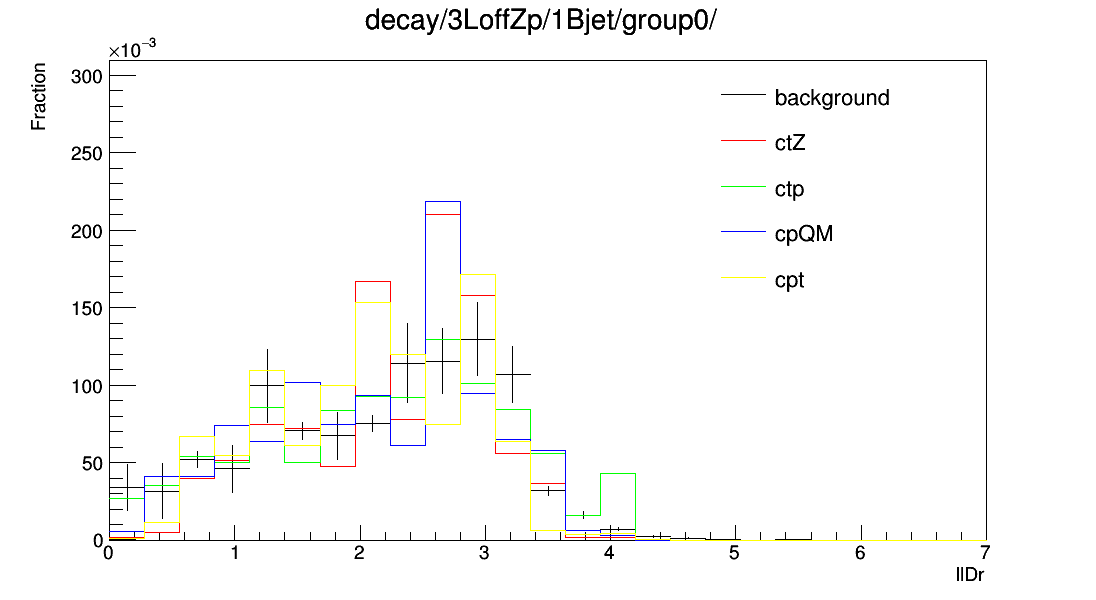 decay/3LoffZp/1Bjet/group0/
×10⁻³
Fraction
300
250
200
150
100
50
0
background
ctZ
ctp
cpQM
cpt
0 1 2 3 4 5 6 7
llDr